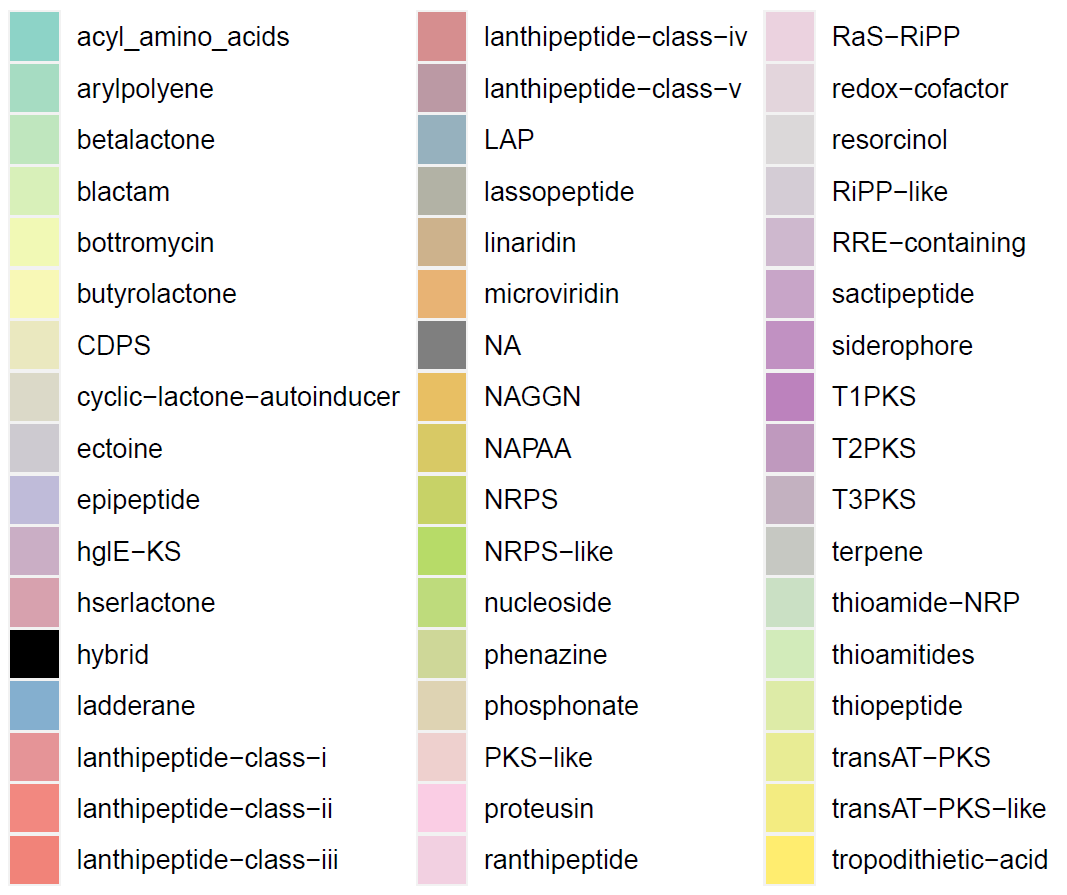 acyl_amino_acids
arylpolyene
betalactone
blactam
bottromycin
butyrolactone
CDPS
cyclic−lactone−autoinducer
ectoine
epipeptide
hglE−KS
hserlactone
hybrid
ladderane
lanthipeptide−class−i
lanthipeptide−class−ii
lanthipeptide−class−iii
lanthipeptide−class−iv
lanthipeptide−class−v
LAP
lassopeptide
linaridin
microviridin
NA
NAGGN
NAPAA
NRPS
NRPS−like
nucleoside
phenazine
phosphonate
PKS−like
proteusin
ranthipeptide
RaS−RiPP
redox−cofactor
resorcinol
RiPP−like
RRE−containing
sactipeptide
siderophore
T1PKS
T2PKS
T3PKS
terpene
thioamide−NRP
thioamitides
thiopeptide
transAT−PKS
transAT−PKS−like
tropodithietic−acid